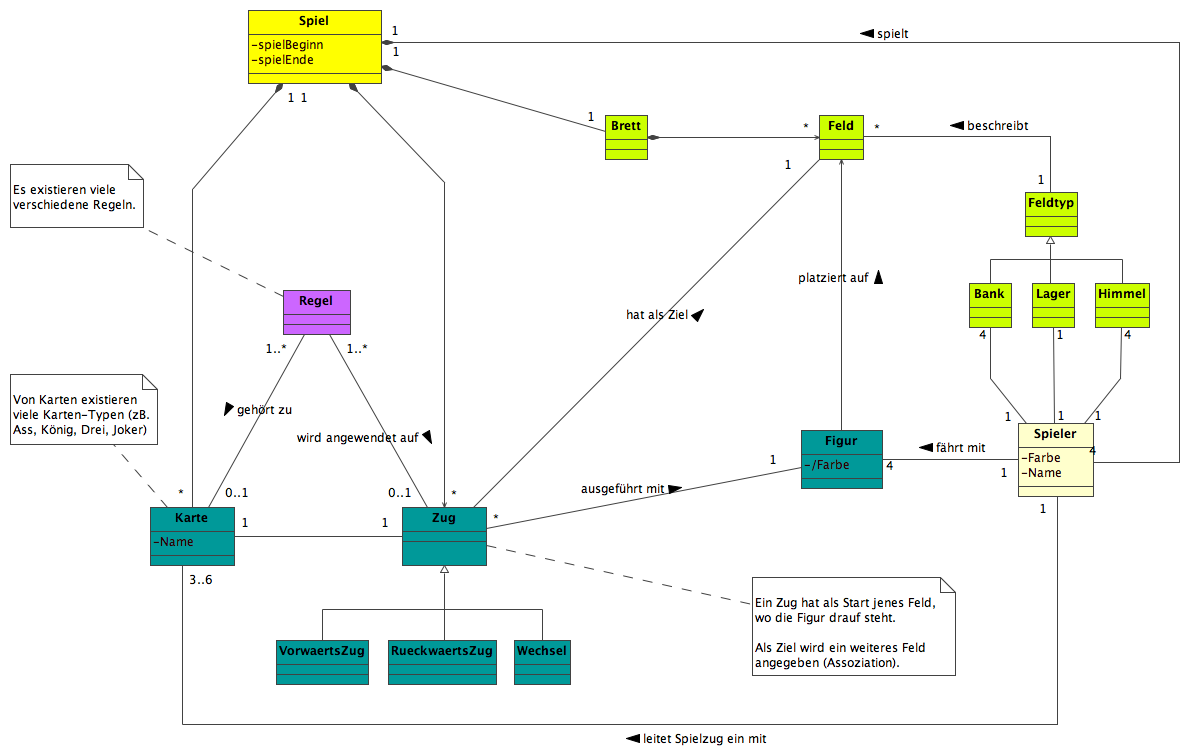 Spiel
-spielBeginn
-spielEnde
1
1
spielt
1 1
1
Brett
*
Feld
*
beschreibt
1
1
Feldtyp
Es existieren viele
verschiedene Regeln.
platziert auf
Bank
Lager
Himmel
Regel
hat als Ziel
4
1
4
1..*
1..*
Von Karten existieren
viele Karten-Typen (zB.
Ass, König, Drei, Joker)
gehört zu
wird angewendet auf
1
1
1
Figur
-/Farbe
fährt mit
Spieler
-Farbe
-Name
4
1
4
1
1
ausgeführt mit
*
0..1
0..1
*
*
1
Karte
-Name
1
1
Zug
3..6
Ein Zug hat als Start jenes Feld,
wo die Figur drauf steht.
Als Ziel wird ein weiteres Feld
angegeben (Assoziation).
VorwaertsZug
RueckwaertsZug
Wechsel
leitet Spielzug ein mit